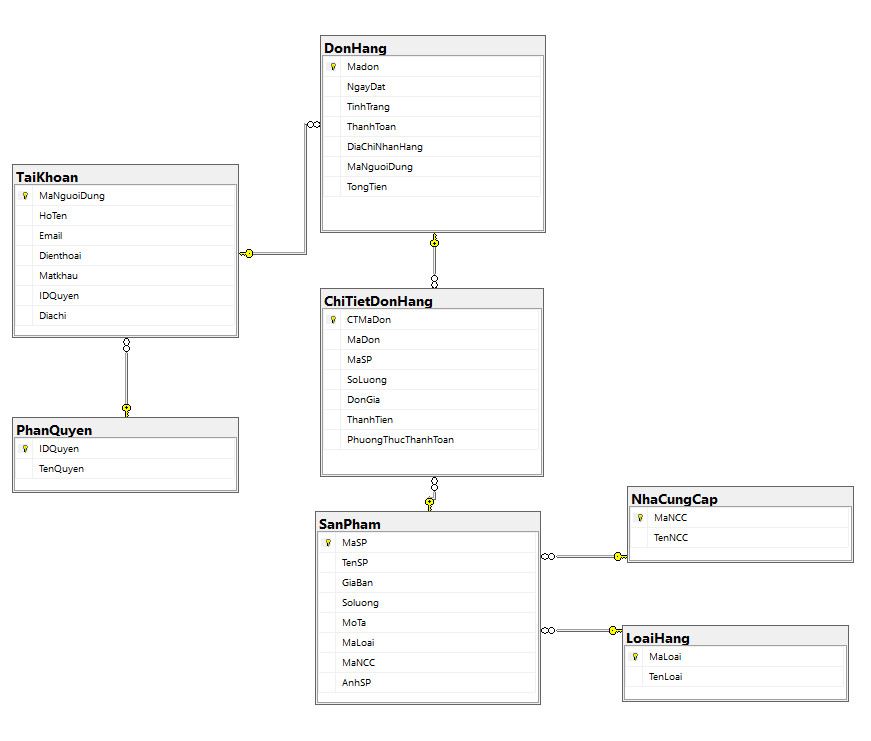 DonHang
Madon
NgayDat
TinhTrang
ThanhToan
DiaChiNhanHang
MaNguoiDung
TongTien
TaiKhoan
MaNguoiDung
HoTen
Email
Dienthoai
Matkhau
IDQuyen
Diachi
ChiTietDonHang
CTMaDon
MaDon
MaSP
SoLuong
DonGia
ThanhTien
PhuongThucThanhToan
PhanQuyen
IDQuyen
TenQuyen
SanPham
MaSP
TenSP
GiaBan
Soluong
MoTa
MaLoai
MaNCC
AnhSP
NhaCungCap
MaNCC
TenNCC
LoaiHang
MaLoai
TenLoai